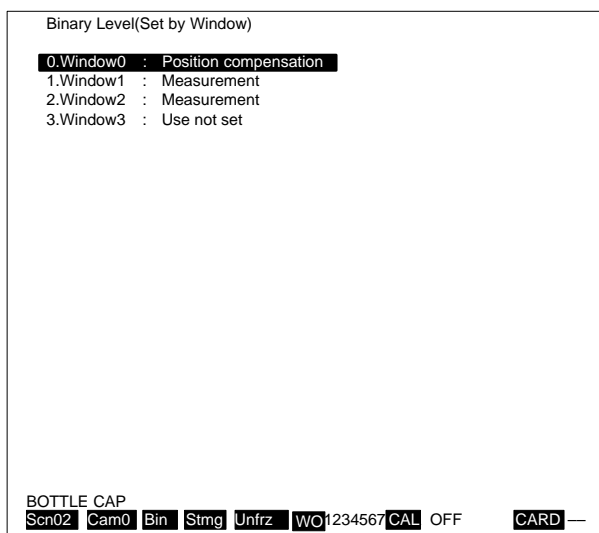 Binary Level(Set by Window)
0.Window0 : Position compensation
1.Window1 : Measurement
2.Window2 : Measurement
3.Window3 : Use not set
BOTTLE CAP
Scn02 Cam0 Bin Stmg Unfrz WO1234567 CAL OFF CARD ––